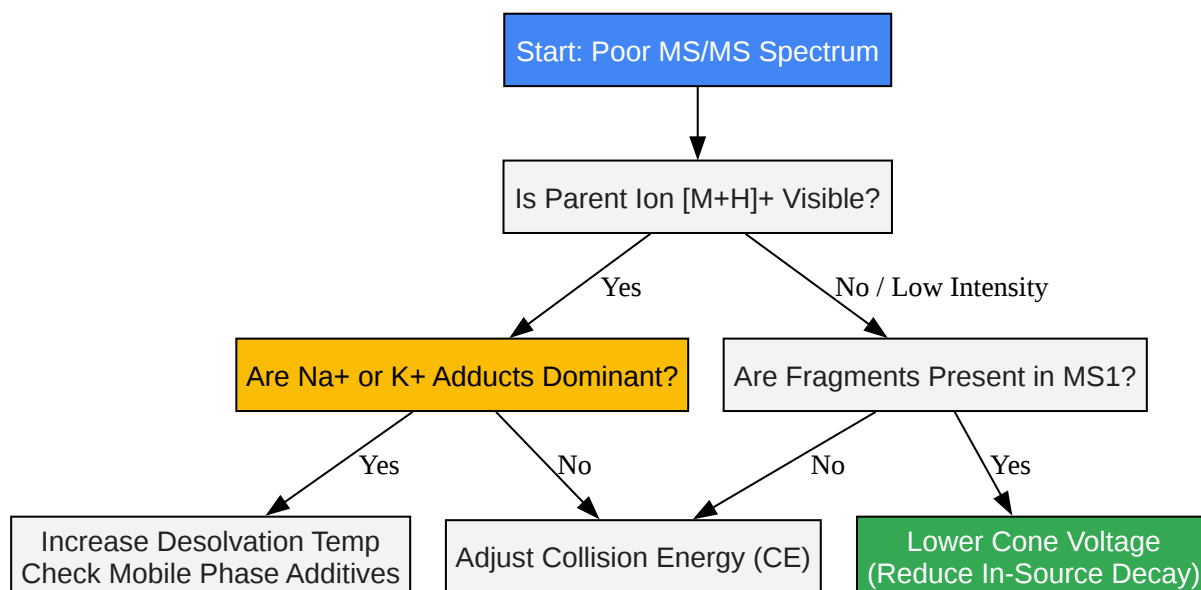 Start: Poor MS/MS Spectrum
Is Parent Ion [M+H]+ Visible?
Yes
No / Low Intensity
Are Na+ or K+ Adducts Dominant?
Are Fragments Present in MS1?
Yes
No
No
Yes
Increase Desolvation Temp
Check Mobile Phase Additives
Adjust Collision Energy (CE)
Lower Cone Voltage
(Reduce In-Source Decay)